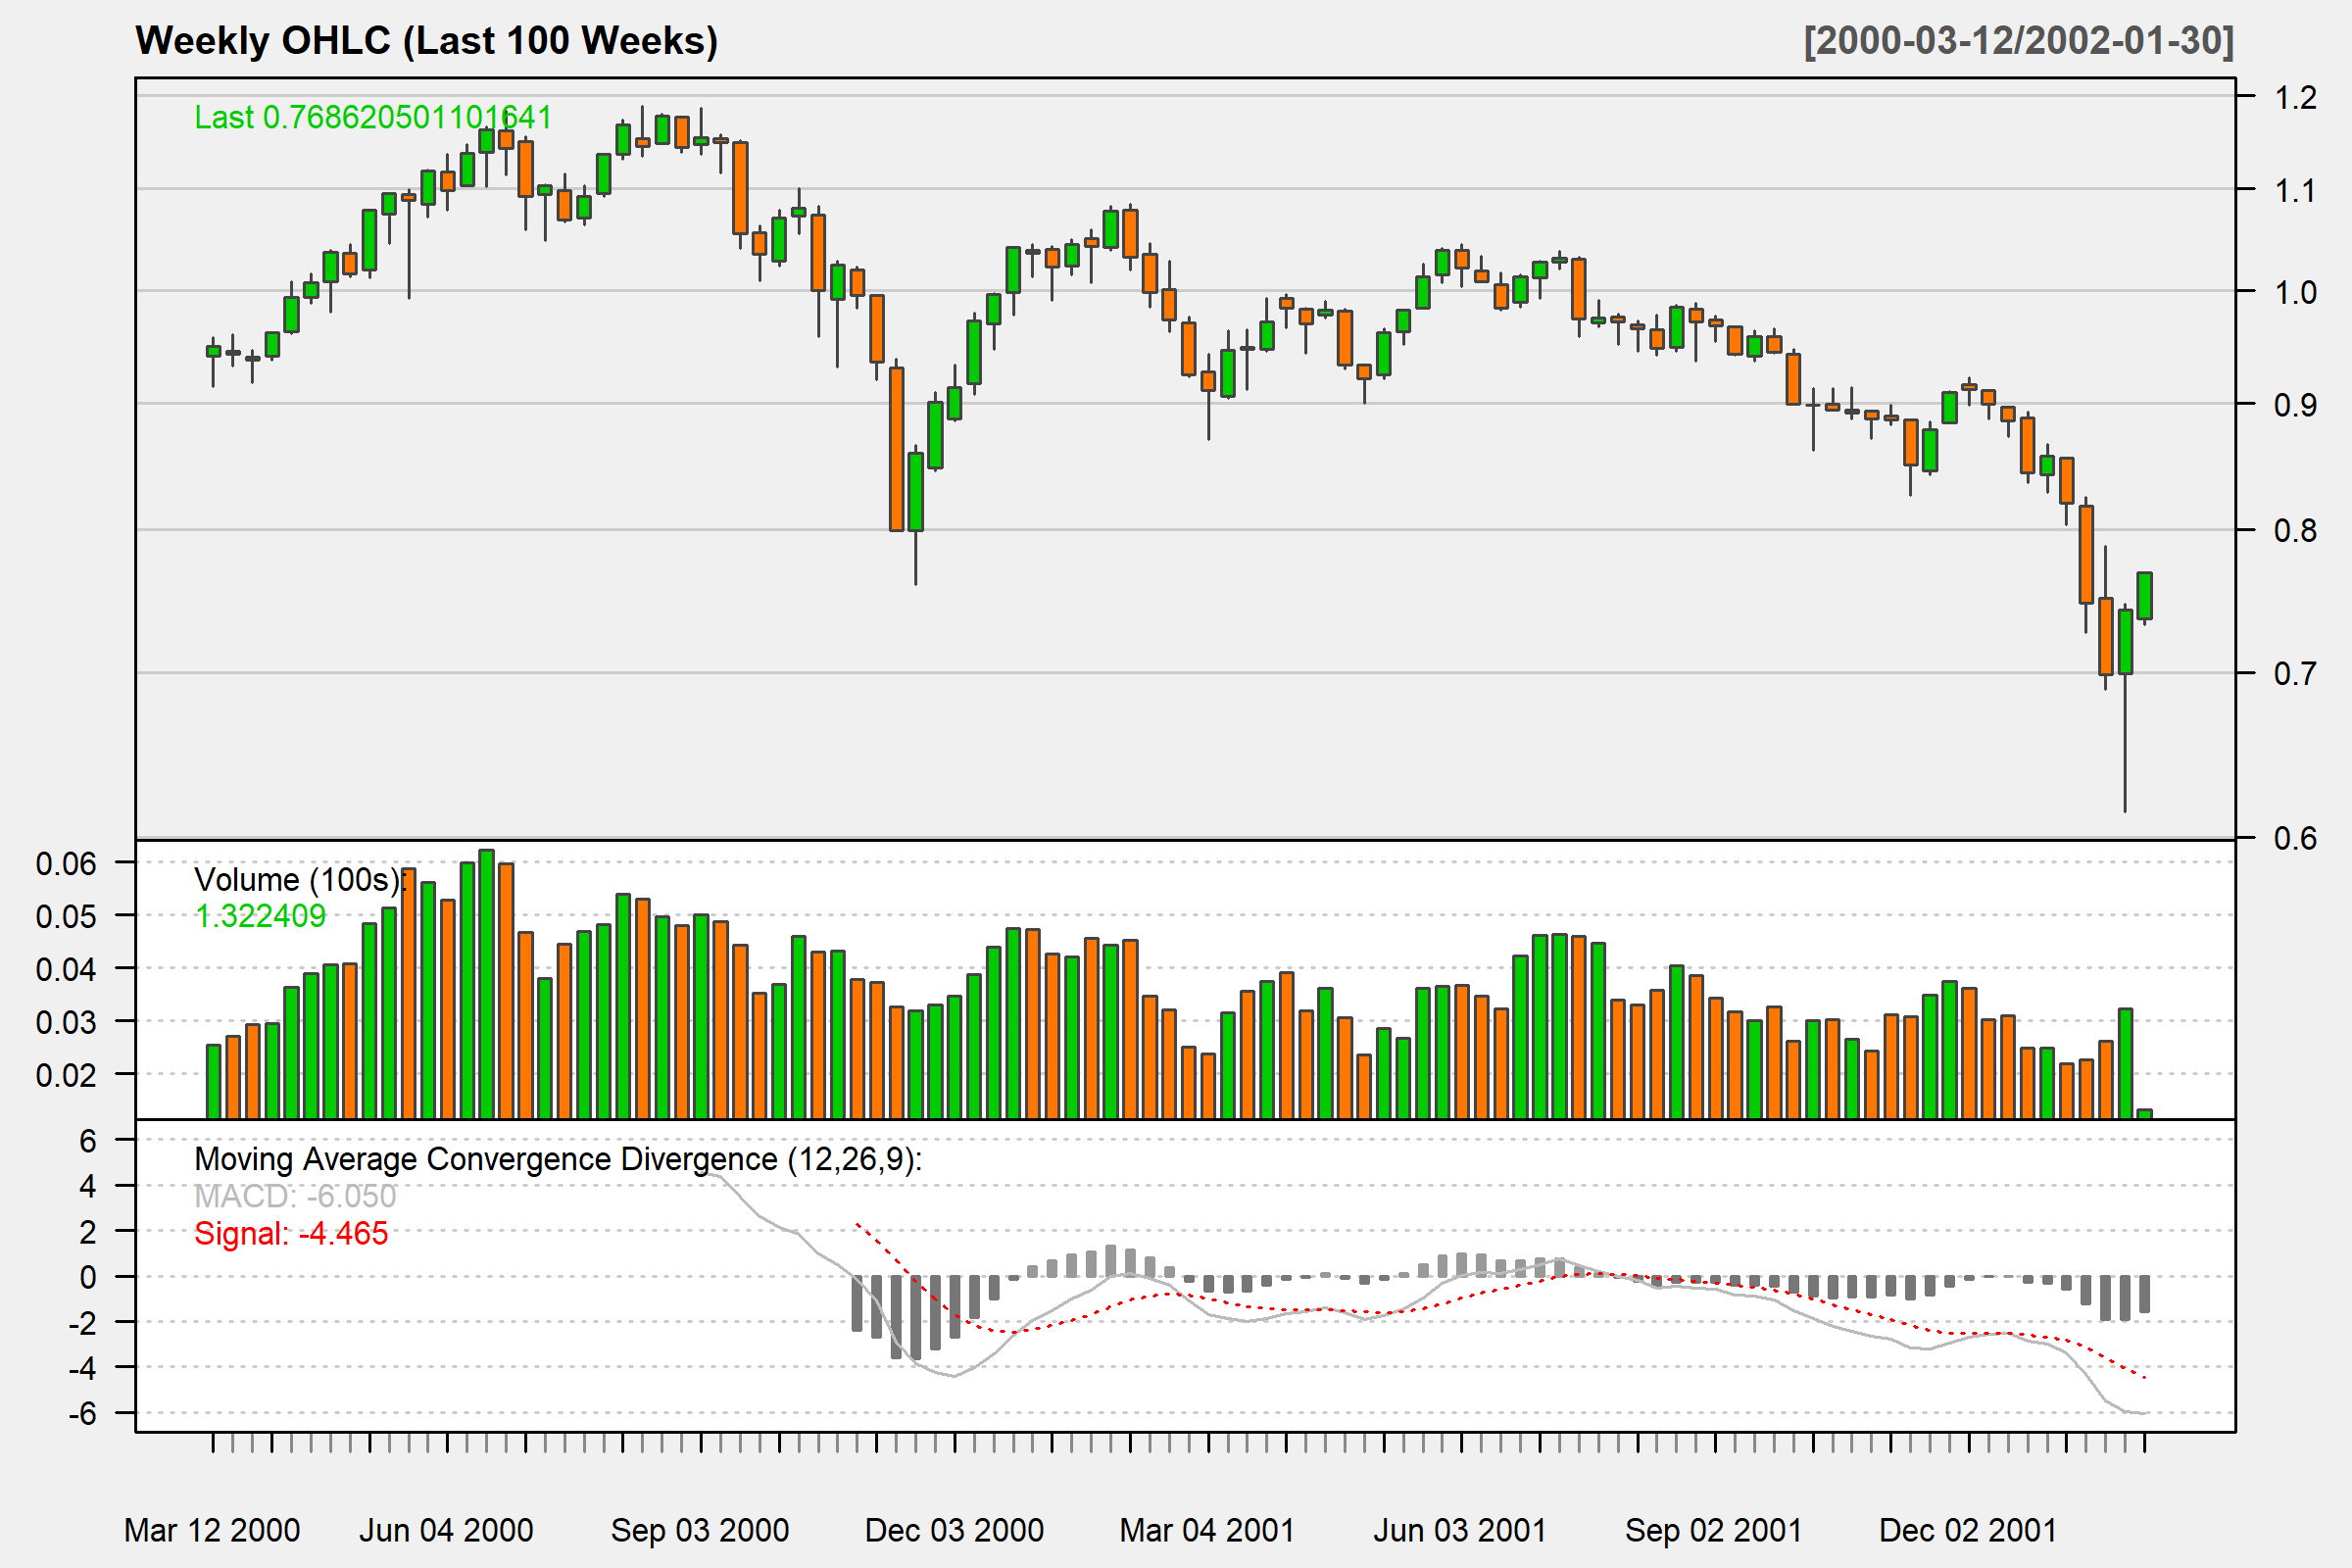 Weekly OHLC (Last 100 Weeks)
[2000-03-12/2002-01-30]
Last 0.768620501101641
1.2
1.1
1.0
0.9
0.8
0.7
0.6
Volume (100s):
1.322409
0.06
0.05
0.04
0.03
0.02
Moving Average Convergence Divergence (12,26,9):
MACD: -6.050
Signal: -4.465
6
4
2
0
-2
-4
-6
Mar 12 2000
Jun 04 2000
Sep 03 2000
Dec 03 2000
Mar 04 2001
Jun 03 2001
Sep 02 2001
Dec 02 2001